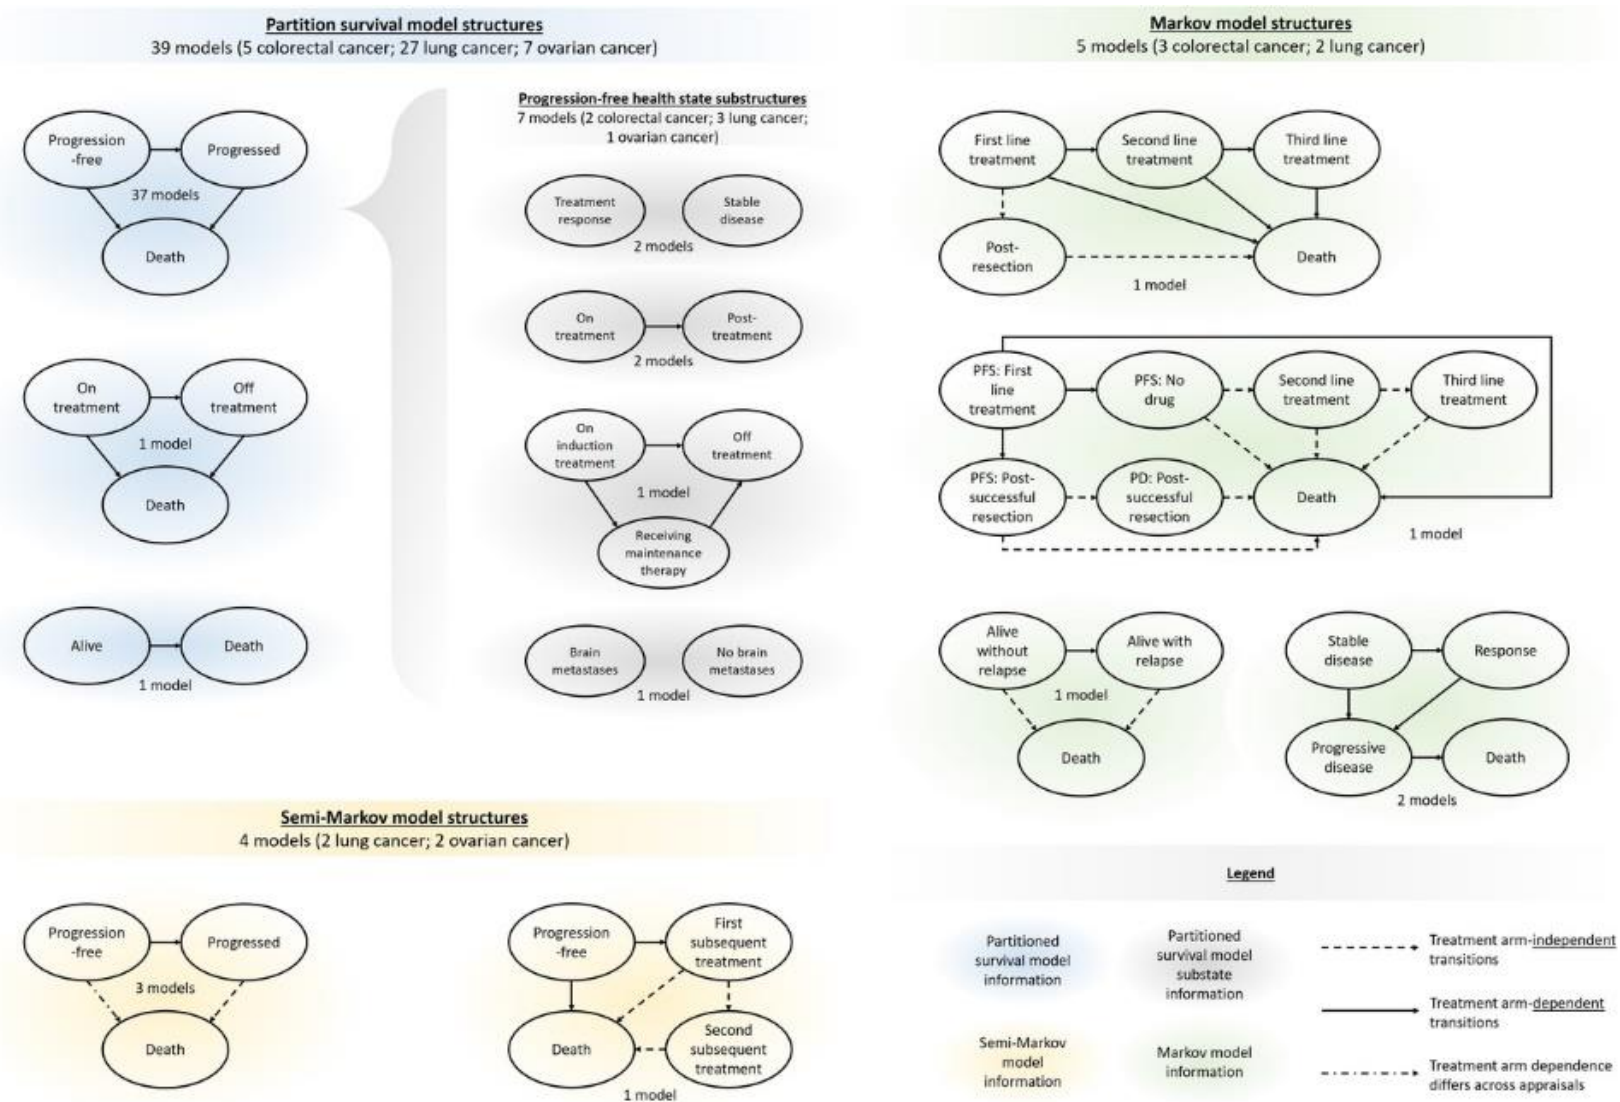 Partition survival model structures
39 models (5 colorectal cancer; 27 lung cancer; 7 ovarian cancer)
Progression
-free
Progressed
37 models
Death
On
treatment
Off
treatment
1 model
Death
Alive
Death
1 model
Progression-free health state substructures
7 models (2 colorectal cancer; 3 lung cancer;
1 ovarian cancer)
Treatment
response
Stable
disease
2 models
On
treatment
Post-
treatment
2 models
On
induction
treatment
Off
treatment
1 model
Receiving
maintenance
therapy
Brain
metastases
No brain
metastases
1 model
Semi-Markov model structures
4 models (2 lung cancer; 2 ovarian cancer)
Progression
-free
Progressed
3 models
Death
Progression
-free
First
subsequent
treatment
Death
Second
subsequent
treatment
1 model
Markov model structures
5 models (3 colorectal cancer; 2 lung cancer)
First line
treatment
Second line
treatment
Third line
treatment
Post-
resection
Death
1 model
PFS: First
line
treatment
PFS: No
drug
Second line
treatment
Third line
treatment
PFS: Post-
successful
resection
PD: Post-
successful
resection
Death
1 model
Alive
without
relapse
Alive with
relapse
1 model
Death
Stable
disease
Response
Progressive
disease
Death
2 models
Legend
Partitioned
survival model
information
Partitioned
survival model
substate
information
Semi-Markov
model
information
Markov model
information
Treatment arm-independent
transitions
Treatment arm-dependent
transitions
Treatment arm dependence
differs across appraisals